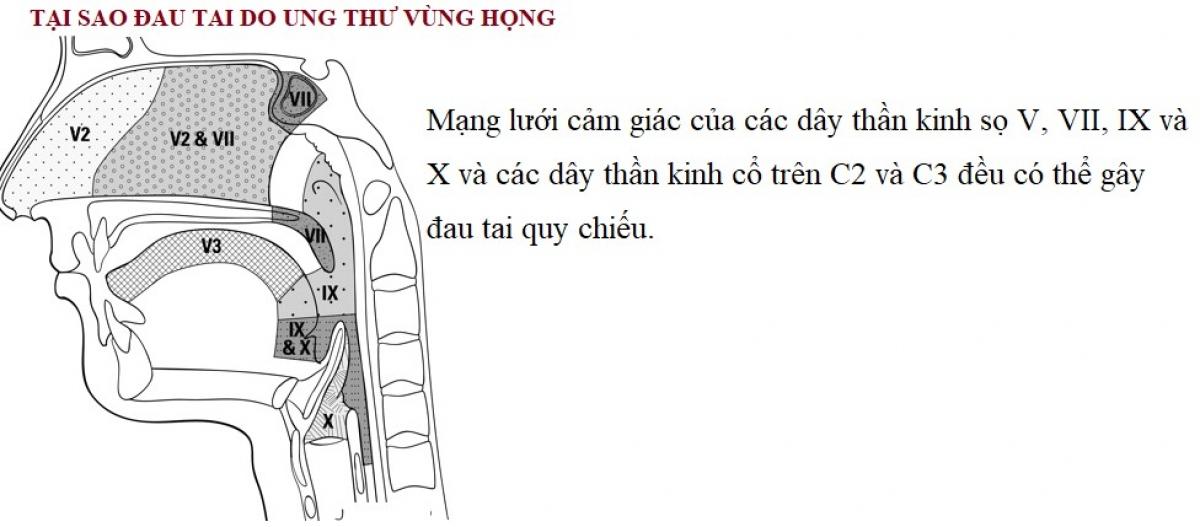 TẠI SAO ĐAU TAI DO UNG THƯ VÙNG HỌNG
VII
V2
V2 & VII
Mạng lưới cảm giác của các dây thần kinh sọ V, VII, IX và
X và các dây thần kinh cổ trên C2 và C3 đều có thể gây
đau tai quy chiếu.
VII
V3
IX
IX
& X
X